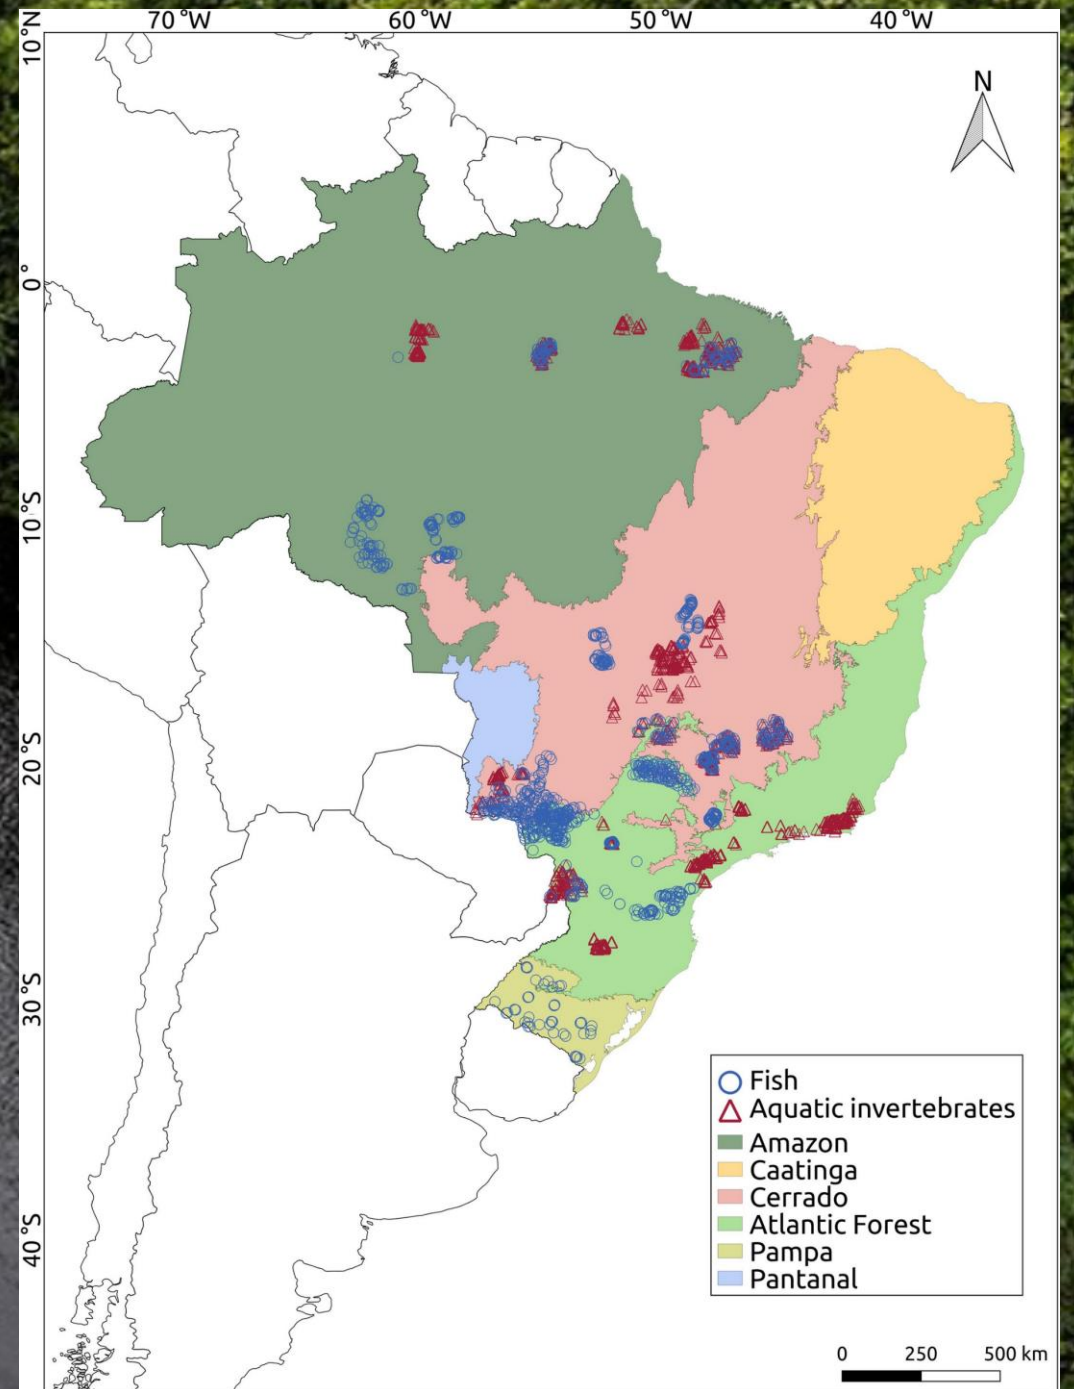 70 °W 60 °W 50 °W 40 °W
10 °N
N
0 °
10 °S
20 °S
30 °S
40 °S
Fish
Aquatic invertebrates
Amazon
Caatinga
Cerrado
Atlantic Forest
Pampa
Pantanal
0 250 500 km